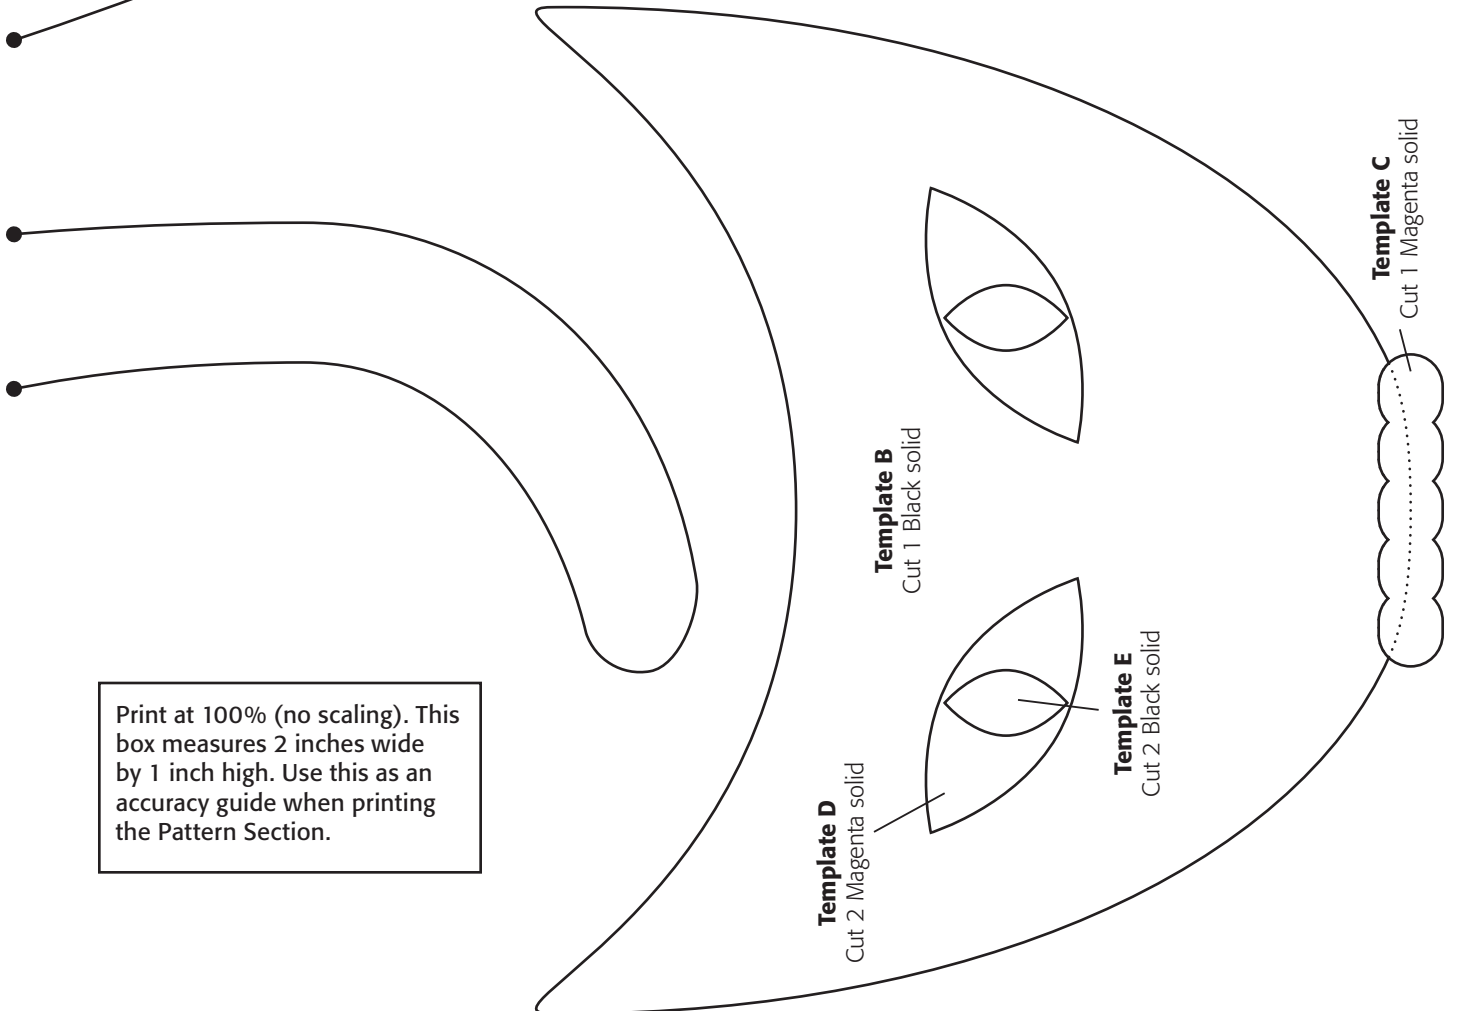 Print at 100% (no scaling). This
box measures 2 inches wide
by 1 inch high. Use this as an
accuracy guide when printing
the Pattern Section.
Template D
Cut 2 Magenta solid
Template B
Cut 1 Black solid
Template E
Cut 2 Black solid
Template C
Cut 1 Magenta solid